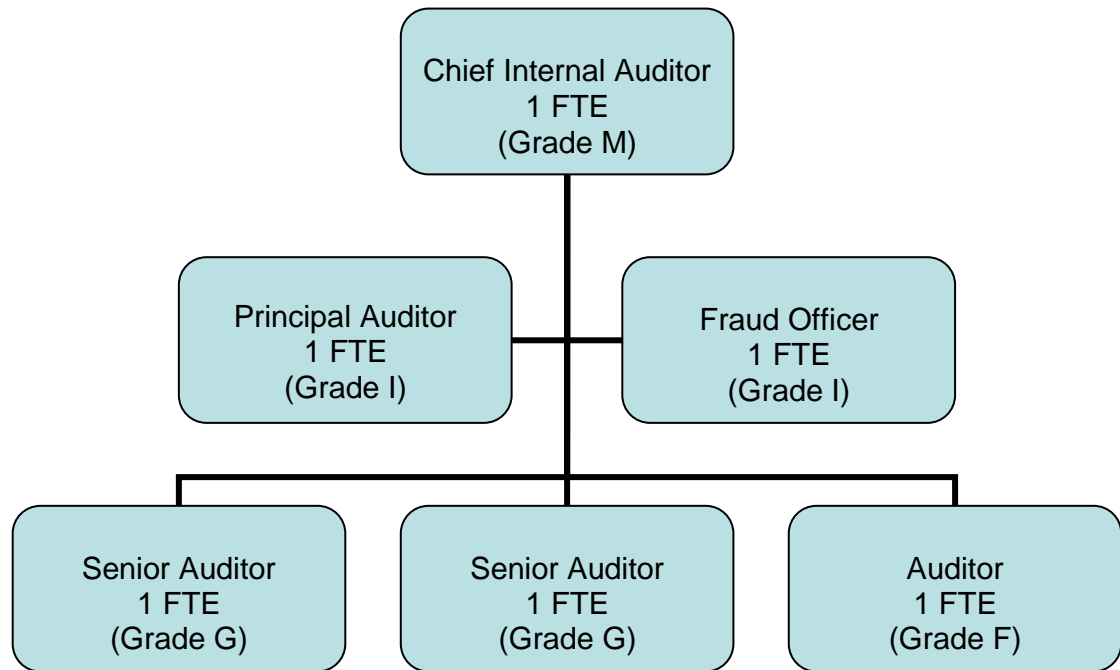 Chief Internal Auditor
1 FTE
(Grade M)
Principal Auditor
1 FTE
(Grade I)
Fraud Officer
1 FTE
(Grade I)
Senior Auditor
1 FTE
(Grade G)
Senior Auditor
1 FTE
(Grade G)
Auditor
1 FTE
(Grade F)